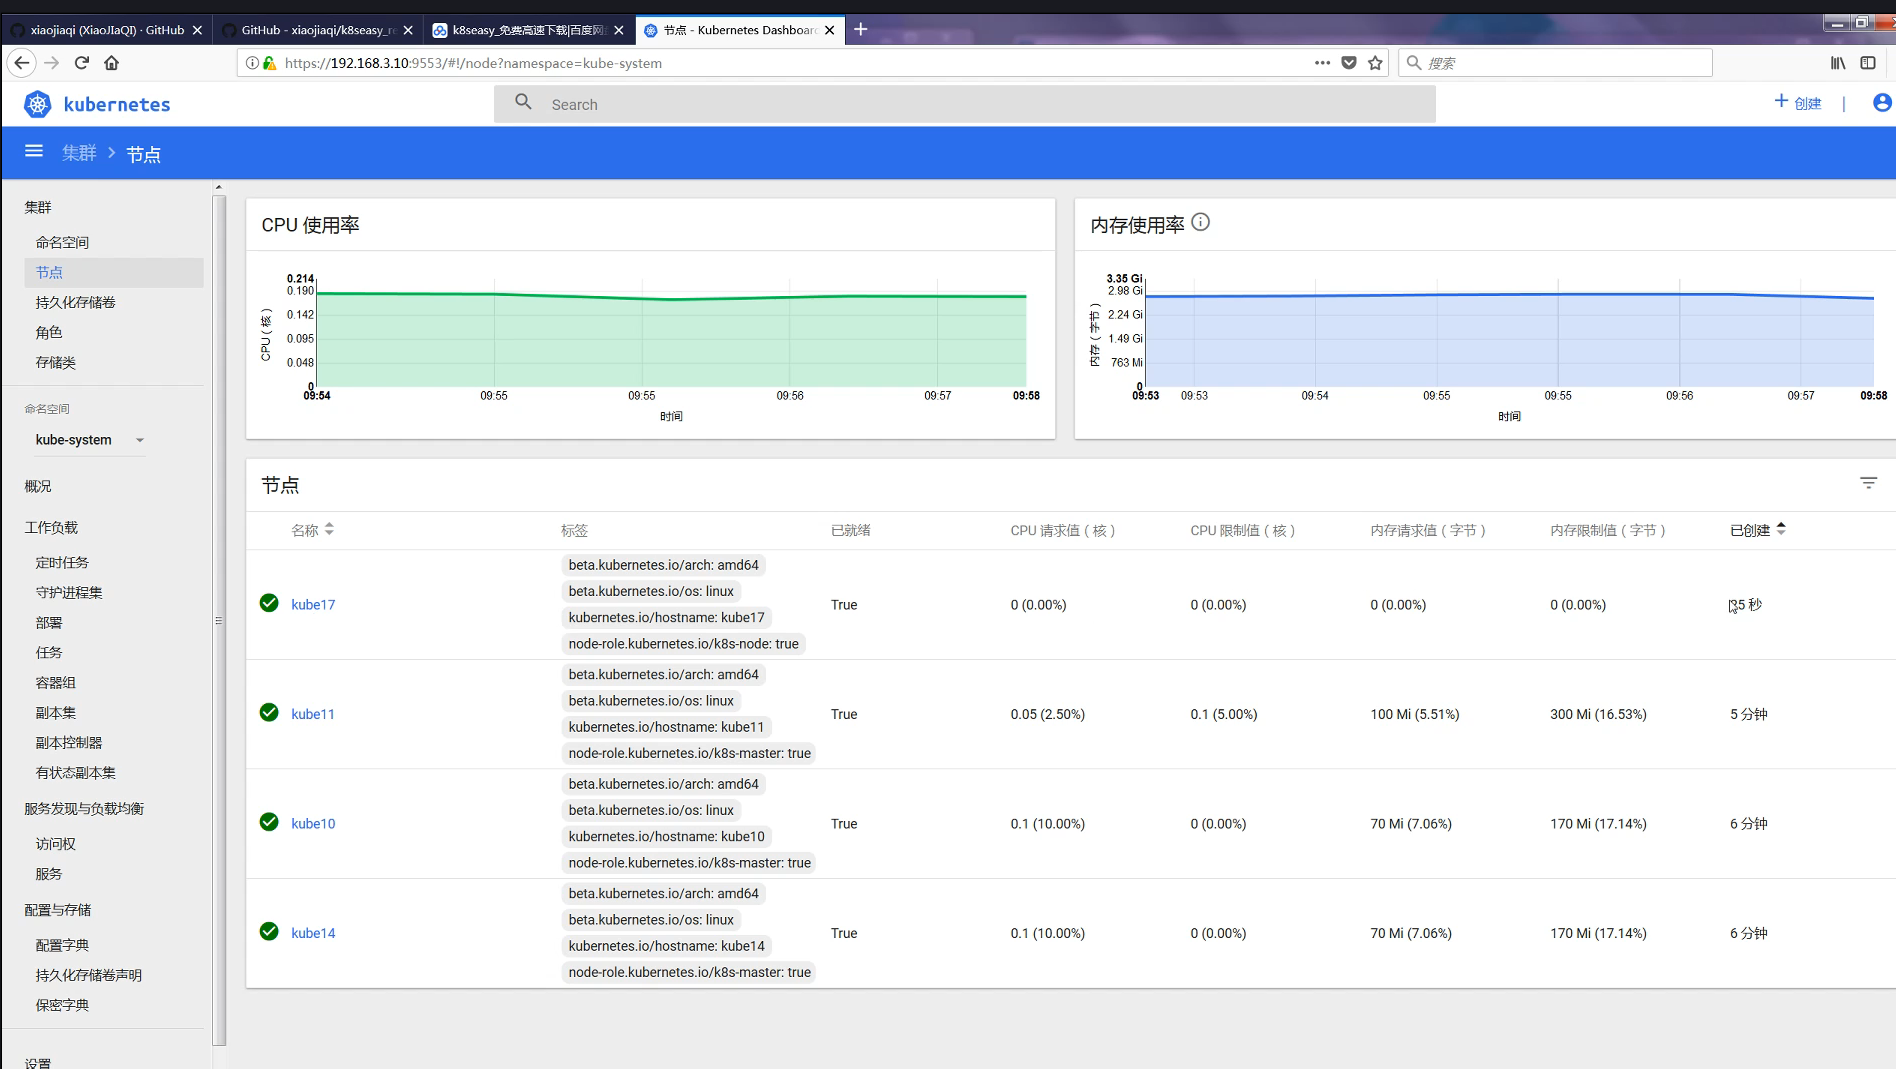 xiaojiaqi (XiaoJIaQI) · GitHub
GitHub - xiaojiaqi/k8seasy_re
k8seasy_免费高速下载|百度网
节点 - Kubernetes Dashboard
https://192.168.3.10:9553/#!/node?namespace=kube-system
搜索
kubernetes
Search
创建
集群
节点
集群
命名空间
节点
持久化存储卷
角色
存储类
命名空间
kube-system
概况
工作负载
定时任务
守护进程集
部署
任务
容器组
副本集
副本控制器
有状态副本集
服务发现与负载均衡
访问权
服务
配置与存储
配置字典
持久化存储卷声明
保密字典
设置
CPU 使用率
0.214
0.190
0.142
0.095
0.048
0
CPU ( 核 )
09:54 09:55 09:55 09:56 09:57 09:58
时间
内存使用率
3.35 Gi
2.98 Gi
2.24 Gi
1.49 Gi
763 Mi
0
内存 ( 字节 )
09:53 09:53 09:54 09:55 09:55 09:56 09:57 09:58
时间
节点
名称 标签 已就绪 CPU 请求值 ( 核 ) CPU 限制值 ( 核 ) 内存请求值 ( 字节 ) 内存限制值 ( 字节 ) 已创建
beta.kubernetes.io/arch: amd64
beta.kubernetes.io/os: linux
kube17 True 0 (0.00%) 0 (0.00%) 0 (0.00%) 0 (0.00%) 35 秒
kubernetes.io/hostname: kube17
node-role.kubernetes.io/k8s-node: true
beta.kubernetes.io/arch: amd64
beta.kubernetes.io/os: linux
kube11 True 0.05 (2.50%) 0.1 (5.00%) 100 Mi (5.51%) 300 Mi (16.53%) 5 分钟
kubernetes.io/hostname: kube11
node-role.kubernetes.io/k8s-master: true
beta.kubernetes.io/arch: amd64
beta.kubernetes.io/os: linux
kube10 True 0.1 (10.00%) 0 (0.00%) 70 Mi (7.06%) 170 Mi (17.14%) 6 分钟
kubernetes.io/hostname: kube10
node-role.kubernetes.io/k8s-master: true
beta.kubernetes.io/arch: amd64
beta.kubernetes.io/os: linux
kube14 True 0.1 (10.00%) 0 (0.00%) 70 Mi (7.06%) 170 Mi (17.14%) 6 分钟
kubernetes.io/hostname: kube14
node-role.kubernetes.io/k8s-master: true